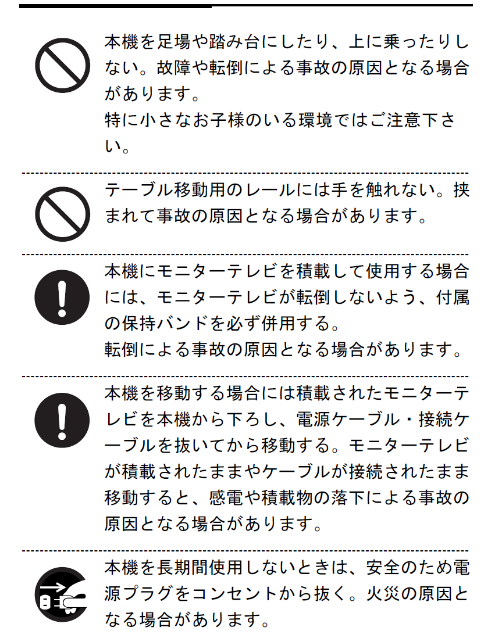 本機を足場や踏み台にしたり、上に乗ったりし
ない。故障や転倒による事故の原因となる場合
があります。
特に小さなお子様のいる環境ではご注意下さ
い。
テーブル移動用のレールには手を触れない。挟
まれて事故の原因となる場合があります。
本機にモニターテレビを積載して使用する場合
には、モニターテレビが転倒しないよう、付属
の保持バンドを必ず併用する。
転倒による事故の原因となる場合があります。
本機を移動する場合には積載されたモニターテ
レビを本機から下ろし、電源ケーブル・接続ケ
ーブルを抜いてから移動する。モニターテレビ
が積載されたままやケーブルが接続されたまま
移動すると、感電や積載物の落下による事故の
原因となる場合があります。
本機を長期間使用しないときは、安全のため電
源プラグをコンセントから抜く。火災の原因と
なる場合があります。